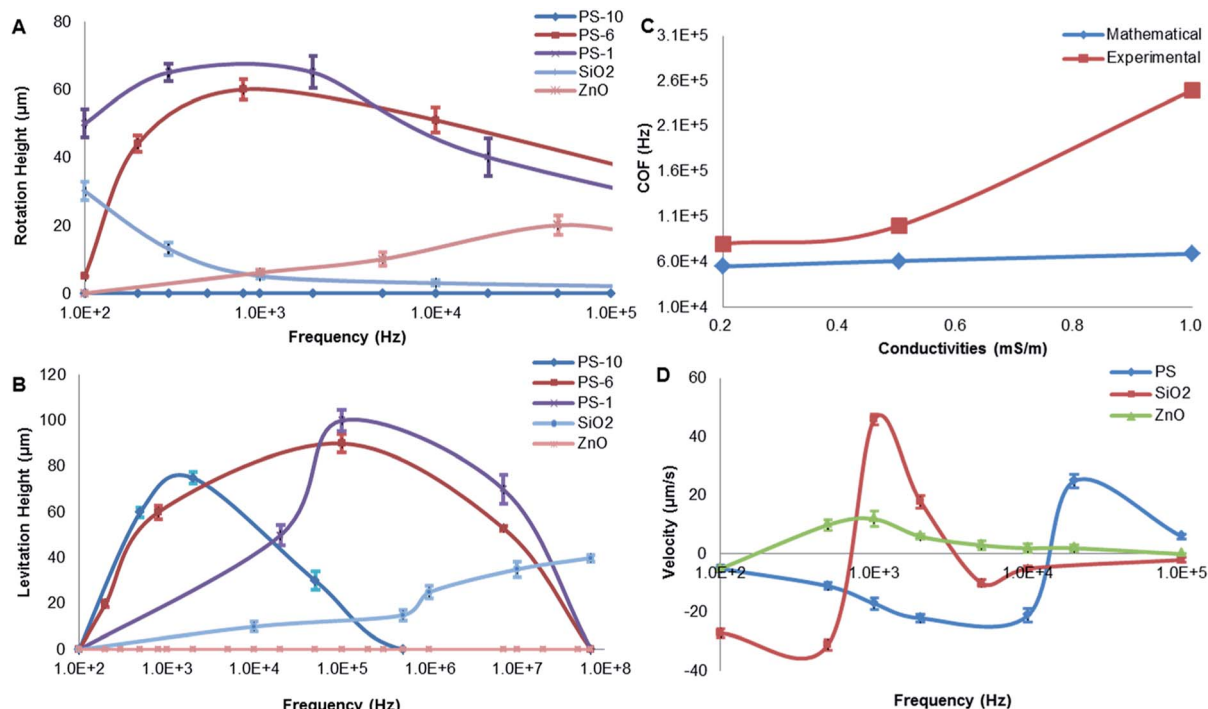 A
80
60
40
20
0
Rotation Height (µm)
1.0E+2
1.0E+3
1.0E+4
1.0E+5
Frequency (Hz)
PS-10
PS-6
PS-1
SiO2
ZnO
C
3.1E+5
2.6E+5
2.1E+5
1.6E+5
1.1E+5
6.0E+4
1.0E+4
COF (Hz)
0.2
0.4
0.6
0.8
1.0
Conductivities (mS/m)
Mathematical
Experimental
B
120
100
80
60
40
20
0
Levitation Height (µm)
1.0E+2
1.0E+3
1.0E+4
1.0E+5
1.0E+6
1.0E+7
1.0E+8
Frequency (Hz)
PS-10
PS-6
PS-1
SiO2
ZnO
D
60
40
20
0
-20
-40
Velocity (µm/s)
1.0E+2
1.0E+3
1.0E+4
1.0E+5
Frequency (Hz)
PS
SiO2
ZnO